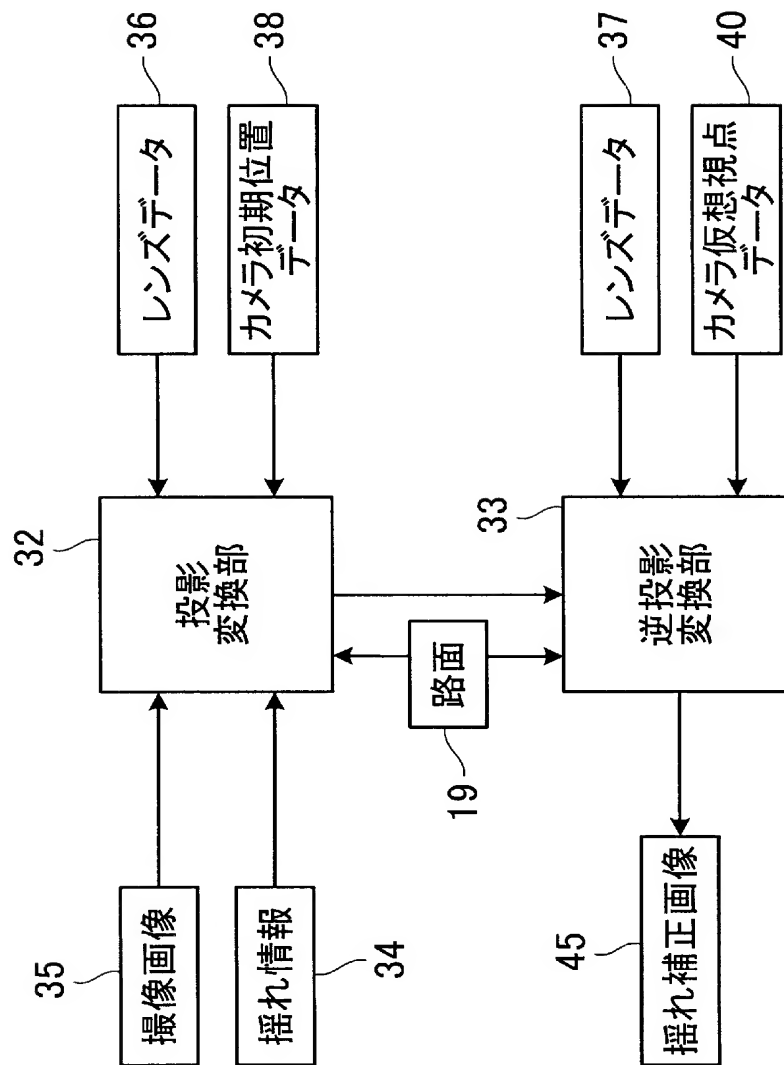 35
撮像画像
34
揺れ情報
32
投影
変換部
36
レンズデータ
38
カメラ初期位置
データ
19
路面
33
逆投影
変換部
37
レンズデータ
40
カメラ仮想視点
データ
45
揺れ補正画像